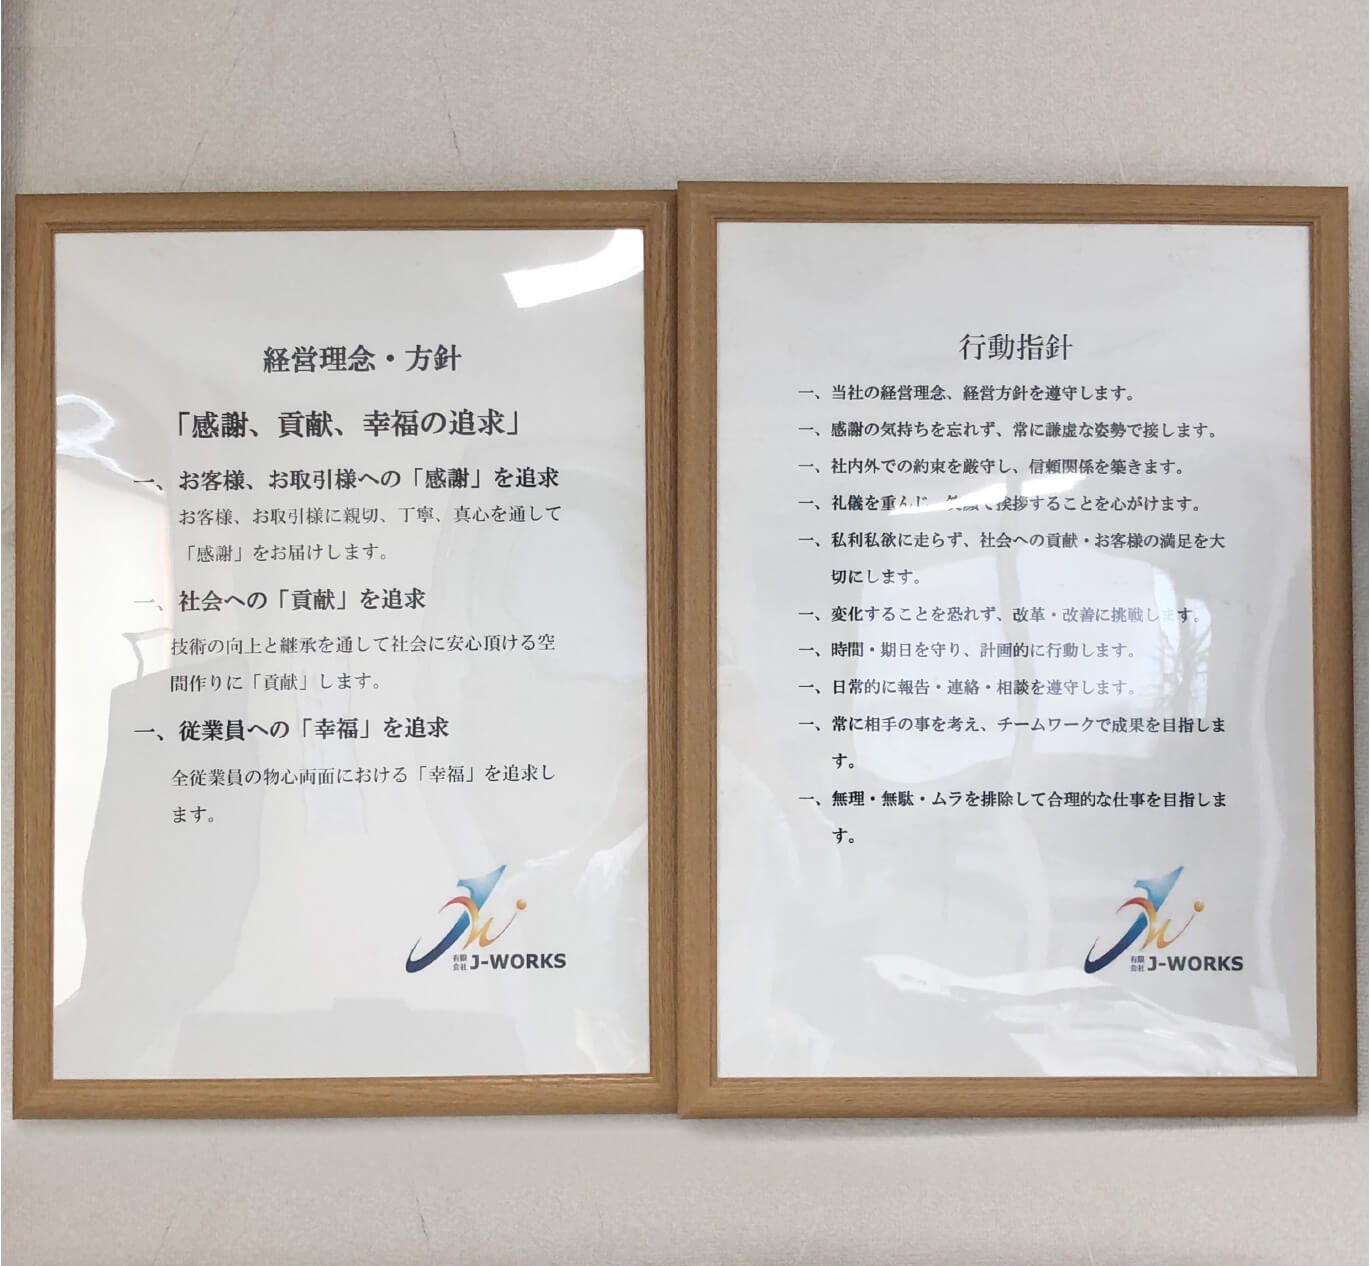 経営理念・方針
「感謝、貢献、幸福の追求」
一、お客様、お取引様への「感謝」を追求
お客様、お取引様に親切、丁寧、真心を通して
「感謝」をお届けします。
一、社会への「貢献」を追求
技術の向上と継承を通して社会に安心頂ける空
間作りに「貢献」します。
一、従業員への「幸福」を追求
全従業員の物心両面における「幸福」を追求し
ます。
有限会社 J-WORKS
行動指針
一、当社の経営理念、経営方針を遵守します。
一、感謝の気持ちを忘れず、常に謙虚な姿勢で接します。
一、社内外での約束を厳守し、信頼関係を築きます。
一、礼儀を重んじ、笑顔で挨拶することを心がけます。
一、私利私欲に走らず、社会への貢献・お客様の満足を大
切にします。
一、変化することを恐れず、改革・改善に挑戦します。
一、時間・期日を守り、計画的に行動します。
一、日常的に報告・連絡・相談を遵守します。
一、常に相手の事を考え、チームワークで成果を目指しま
す。
一、無理・無駄・ムラを排除して合理的な仕事を目指しま
す。
有限会社 J-WORKS